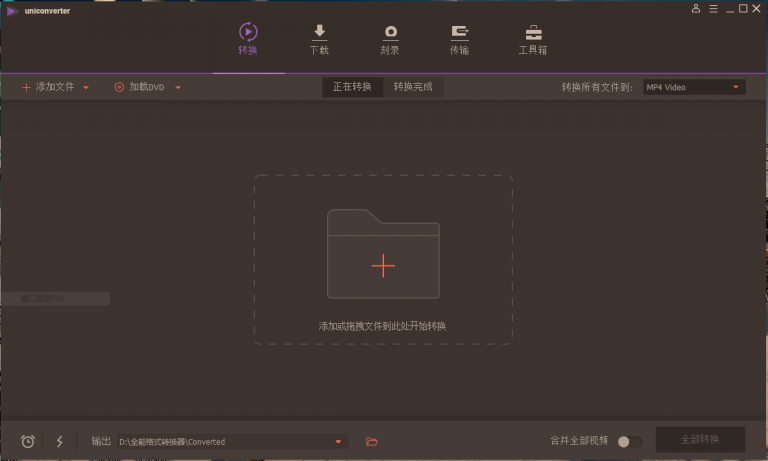 uniconverter
转换
下载
刻录
传输
工具箱
添加文件
加载DVD
正在转换
转换完成
转换所有文件到:
MP4 Video
添加或拖拽文件到此处开始转换
输出
D:\全能格式转换器\Converted
合并全部视频
全部转换